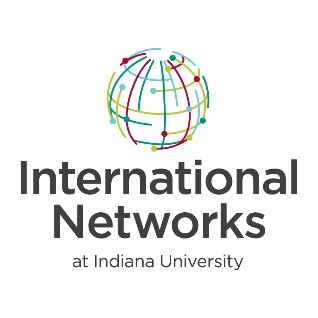 International
Networks
at Indiana University